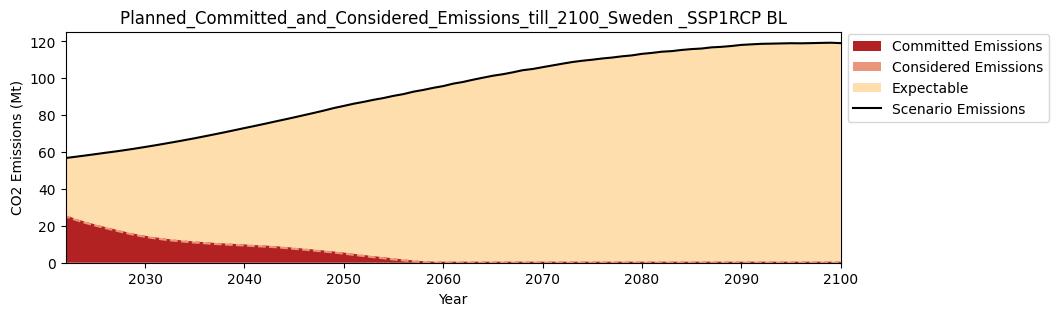 Planned_Committed_and_Considered_Emissions_till_2100_Sweden _SSP1RCP BL
Committed Emissions
Considered Emissions
Expectable
Scenario Emissions
CO2 Emissions (Mt)
120
100
80
60
40
20
0
2030 2040 2050 2060 2070 2080 2090 2100
Year